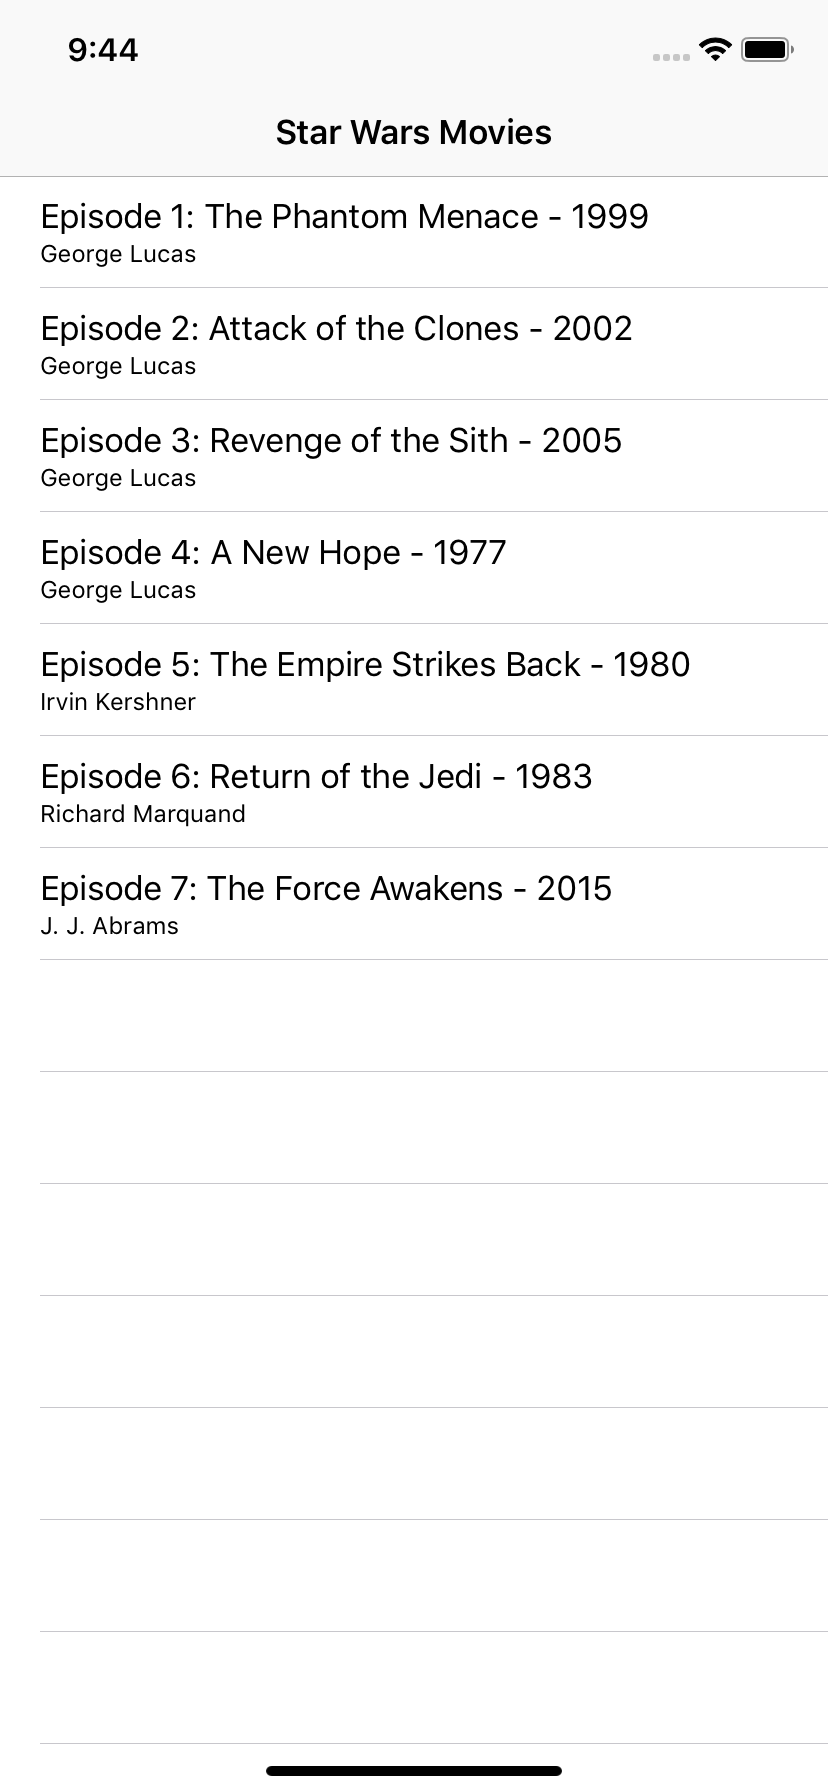 9:44
Star Wars Movies
Episode 1: The Phantom Menace - 1999
George Lucas
Episode 2: Attack of the Clones - 2002
George Lucas
Episode 3: Revenge of the Sith - 2005
George Lucas
Episode 4: A New Hope - 1977
George Lucas
Episode 5: The Empire Strikes Back - 1980
Irvin Kershner
Episode 6: Return of the Jedi - 1983
Richard Marquand
Episode 7: The Force Awakens - 2015
J. J. Abrams